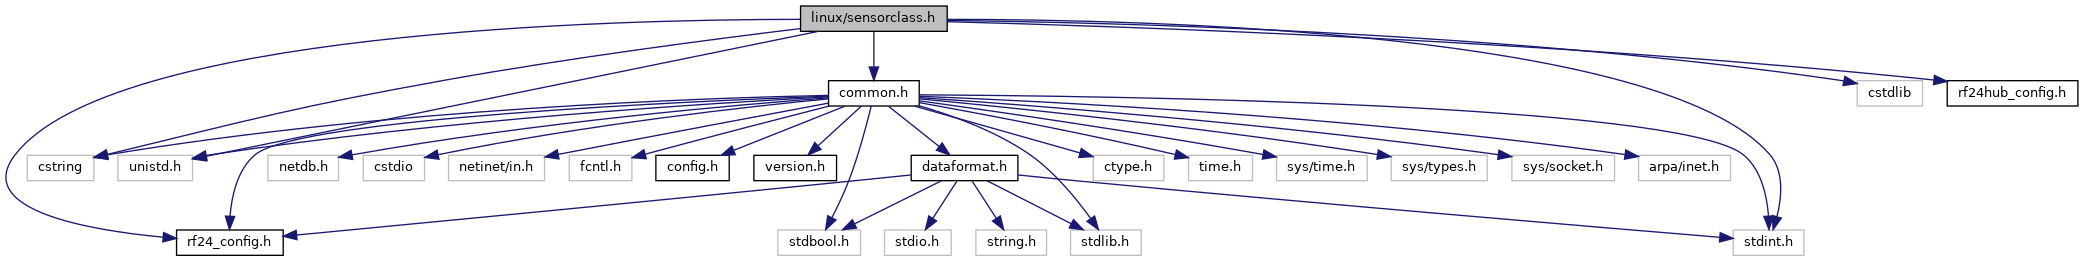 linux/sensorclass.h
common.h
cstdlib
rf24hub_config.h
cstring
unistd.h
netdb.h
cstdio
netinet/in.h
fcntl.h
config.h
version.h
dataformat.h
ctype.h
time.h
sys/time.h
sys/types.h
sys/socket.h
arpa/inet.h
rf24_config.h
stdbool.h
stdio.h
string.h
stdlib.h
stdint.h